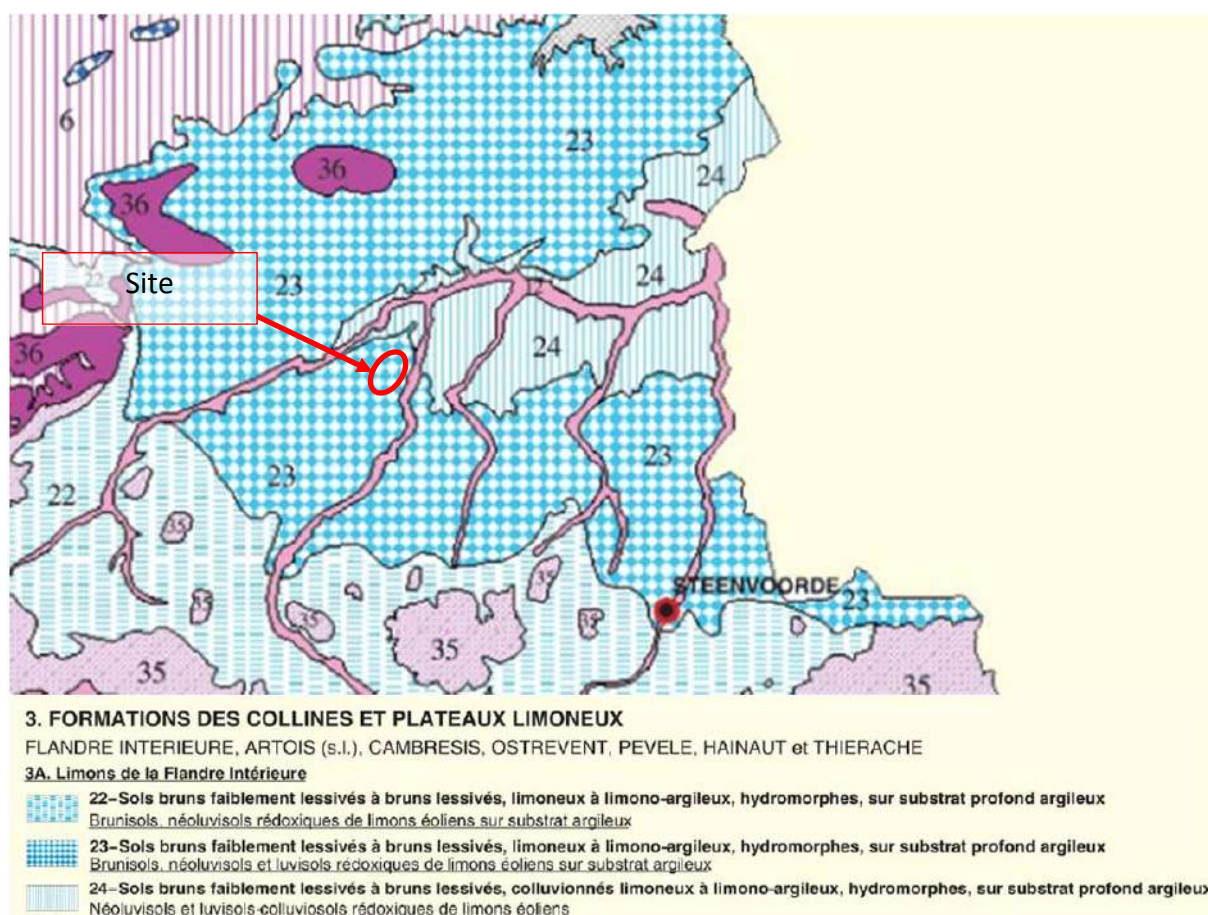 6
23
24
36
36
22
Site
23
24
12
24
36
23
23
22
35
35
35
STEENVOORDE
23
35
35
35
35
35
3. FORMATIONS DES COLLINES ET PLATEAUX LIMONEUX
FLANDRE INTERIEURE, ARTOIS (s.l.), CAMBRESIS, OSTREVENT, PEVELE, HAINAUT et THIERACHE
3A. Limons de la Flandre Intérieure
22–Sols bruns faiblement lessivés à bruns lessivés, limoneux à limono-argileux, hydromorphes, sur substrat profond argileux
Brunisols, néoluvisols rédoxiques de limons éoliens sur substrat argileux
23–Sols bruns faiblement lessivés à bruns lessivés, limoneux à limono-argileux, hydromorphes, sur substrat profond argileux
Brunisols, néoluvisols et luvisols rédoxiques de limons éoliens sur substrat argileux
24–Sols bruns faiblement lessivés à bruns lessivés, colluvionnés limoneux à limono-argileux, hydromorphes, sur substrat profond argileux
Néoluvisols et luvisols-colluviosols rédoxiques de limons éoliens